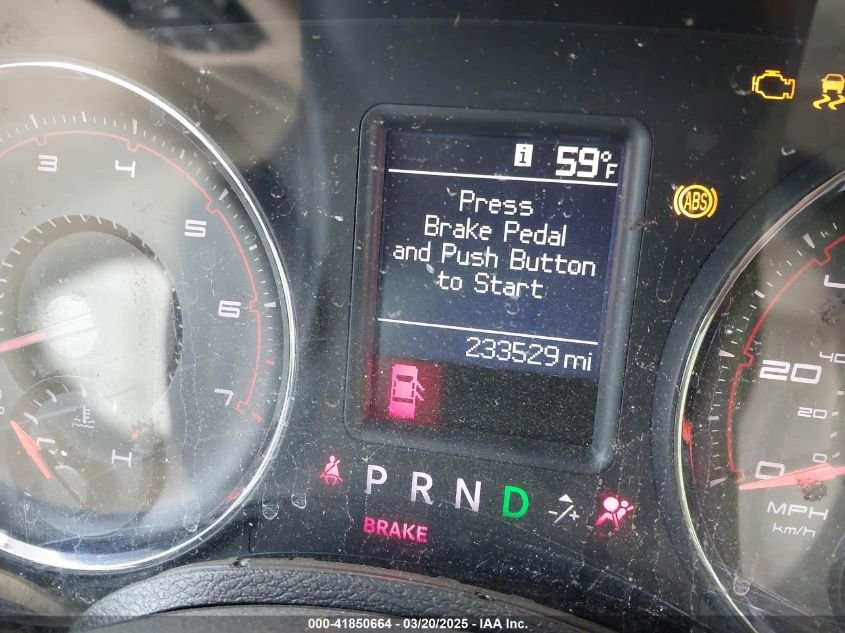 i 59°F
Press
Brake Pedal
and Push Button
to Start
233529 mi
ABS
3
4
5
6
7
H
P R N D -/+
BRAKE
20
40
20
0
0
MPH
km/h
000-41850664 - 03/20/2025 - IAA Inc.